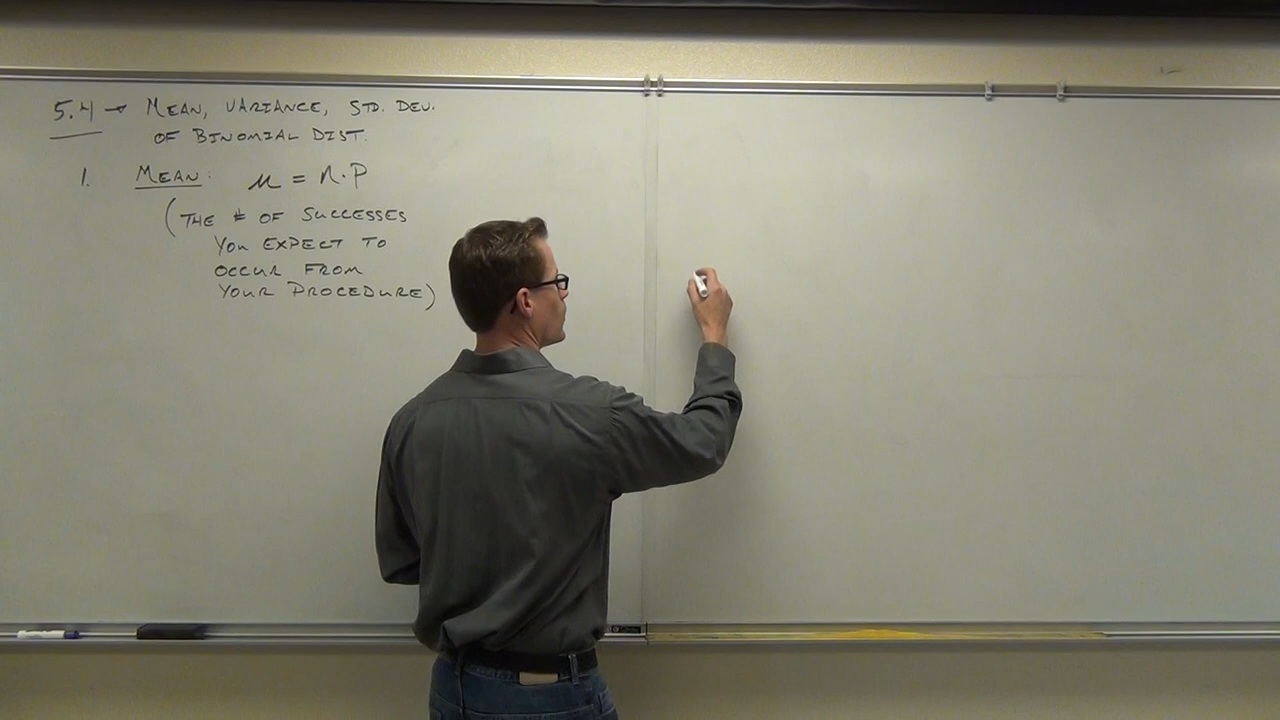 5.4 → MEAN, VARIANCE, STD. DEV.
OF BINOMIAL DIST.
1. MEAN: μ = n·P
(THE # OF SUCCESSES
YOU EXPECT TO
OCCUR FROM
YOUR PROCEDURE)